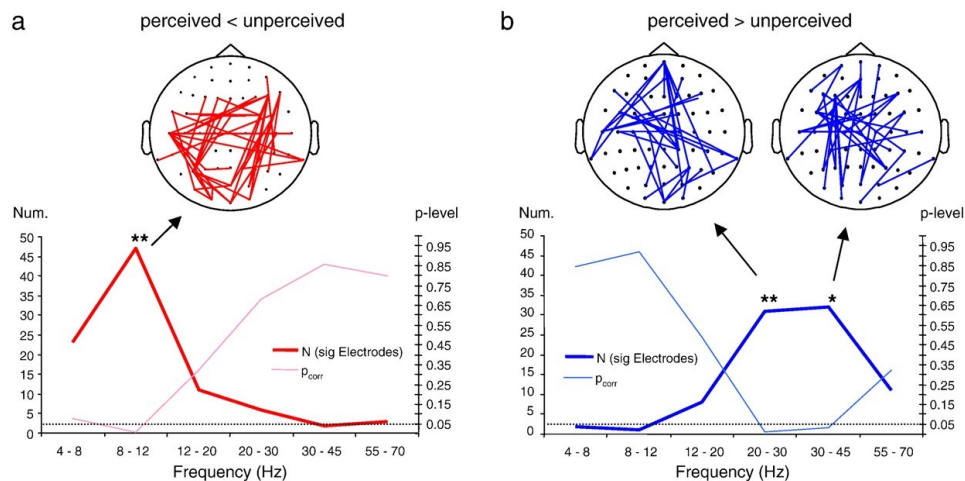 a
perceived < unperceived
Num.
p-level
50
45
40
35
30
25
20
15
10
5
0
**
0.95
0.85
0.75
0.65
0.55
0.45
0.35
0.25
0.15
0.05
N (sig Electrodes)
pcorr
4 - 8
8 - 12
12 - 20
20 - 30
30 - 45
55 - 70
Frequency (Hz)
b
perceived > unperceived
Num.
p-level
50
45
40
35
30
25
20
15
10
5
0
**
*
0.95
0.85
0.75
0.65
0.55
0.45
0.35
0.25
0.15
0.05
N (sig Electrodes)
pcorr
4 - 8
8 - 12
12 - 20
20 - 30
30 - 45
55 - 70
Frequency (Hz)